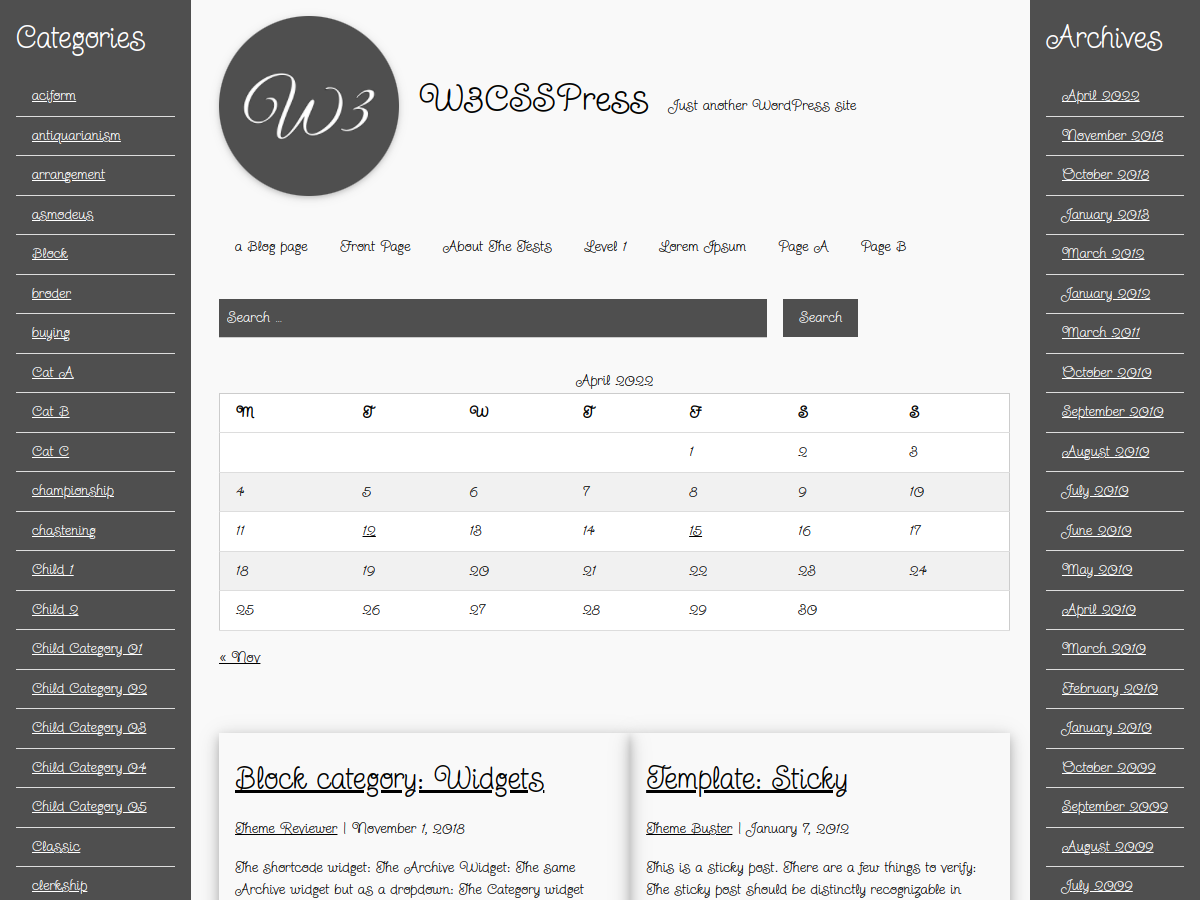 Categories
aciform
antiquarianism
arrangement
asmodeus
Block
broder
buying
Cat A
Cat B
Cat C
championship
chastening
Child 1
Child 2
Child Category 01
Child Category 02
Child Category 03
Child Category 04
Child Category 05
Classic
clerkship
W3
W3CSSPress
Just another WordPress site
a Blog page Front Page About The Tests Level 1 Lorem Ipsum Page A Page B
Search …
Search
April 2022
M T W T F S S
1 2 3
4 5 6 7 8 9 10
11 12 13 14 15 16 17
18 19 20 21 22 23 24
25 26 27 28 29 30
« Nov
Block category: Widgets
Theme Reviewer | November 1, 2018
The shortcode widget: The Archive Widget: The same
Archive widget but as a dropdown: The Category widget
Template: Sticky
Theme Buster | January 7, 2012
This is a sticky post. There are a few things to verify:
The sticky post should be distinctly recognizable in
Archives
April 2022
November 2018
October 2018
January 2013
March 2012
January 2012
March 2011
October 2010
September 2010
August 2010
July 2010
June 2010
May 2010
April 2010
March 2010
February 2010
January 2010
October 2009
September 2009
August 2009
July 2009